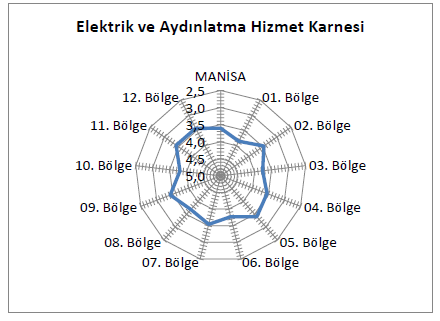 Elektrik ve Aydınlatma Hizmet Karnesi
MANİSA
2,5
12. Bölge
01. Bölge
3,0
11. Bölge
3,5
02. Bölge
4,0
10. Bölge
4,5
03. Bölge
5,0
09. Bölge
04. Bölge
08. Bölge
05. Bölge
07. Bölge
06. Bölge